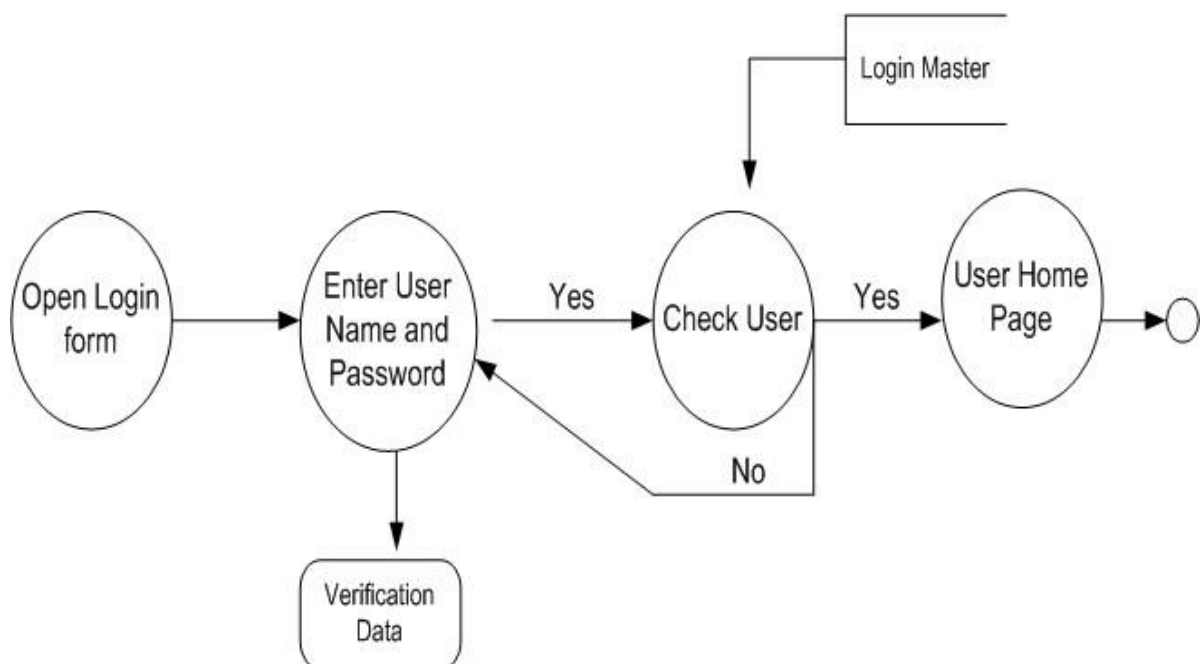 Login Master
Open Login
form
Enter User
Name and
Password
Yes
Check User
Yes
User Home
Page
No
Verification
Data